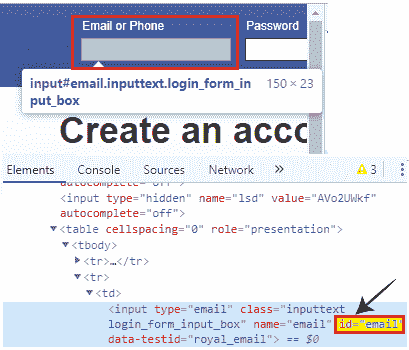 Email or Phone Password
input#email.inputtext.login_form_in 150 × 23
put_box
Create an acco
Elements Console Sources Network » 3
autocomplete="off">
<input type="hidden" name="lsd" value="AVo2UWkf"
autocomplete="off">
▼<table cellspacing="0" role="presentation">
▼<tbody>
▶<tr>…</tr>
▼<tr>
▼<td>
<input type="email" class="inputtext
login_form_input_box" name="email" id="email"
data-testid="royal_email"> == $0